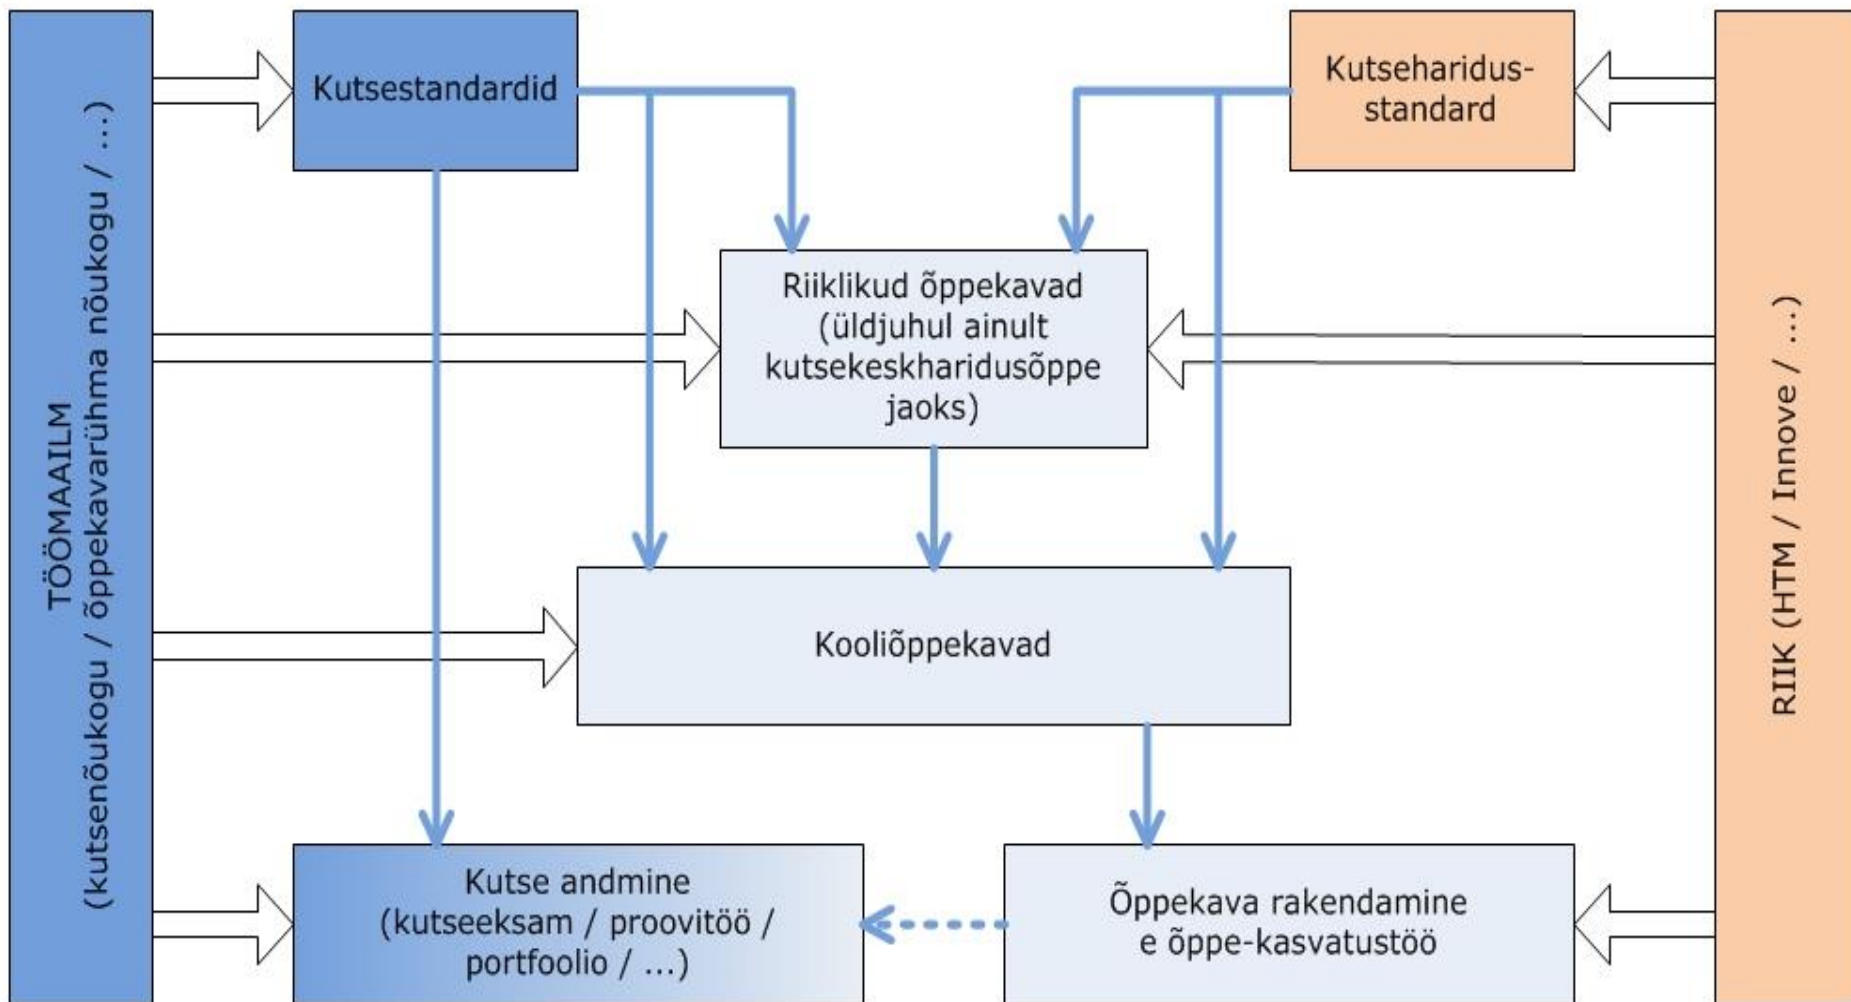 TÖÖMAAILM
(kutsenõukogu / õppekavarühma nõukogu / ...)
Kutsestandardid
Kutseharidus-
standard
RIIK (HTM / Innove / ...)
Riiklikud õppekavad
(üldjuhul ainult
kutsekeskharidusõppe
jaoks)
Kooliõppekavad
Kutse andmine
(kutseeksam / proovitöö /
portfoolio / ...)
Õppekava rakendamine
e õppe-kasvatustöö